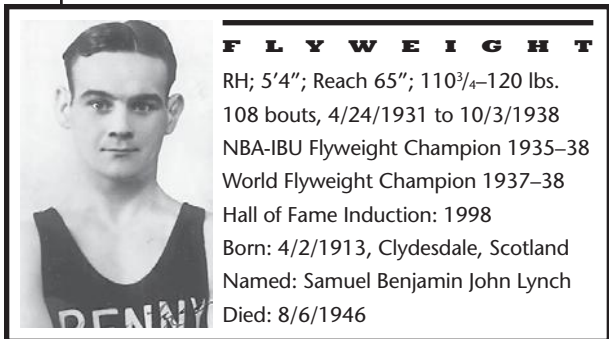 FLYWEIGHT
RH; 5’4”; Reach 65”; 110¾–120 lbs.
108 bouts, 4/24/1931 to 10/3/1938
NBA-IBU Flyweight Champion 1935–38
World Flyweight Champion 1937–38
Hall of Fame Induction: 1998
Born: 4/2/1913, Clydesdale, Scotland
Named: Samuel Benjamin John Lynch
Died: 8/6/1946
BENNY